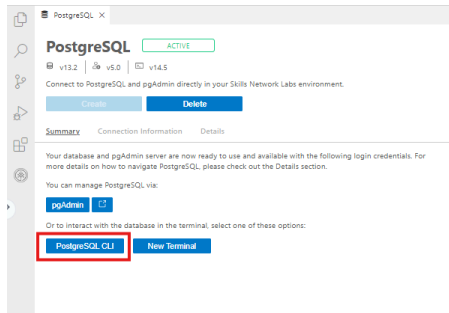 PostgreSQL ×
PostgreSQL ACTIVE
v13.2 v5.0 v14.5
Connect to PostgreSQL and pgAdmin directly in your Skills Network Labs environment.
Create Delete
Summary Connection Information Details
Your database and pgAdmin server are now ready to use and available with the following login credentials. For
more details on how to navigate PostgreSQL, please check out the Details section.
You can manage PostgreSQL via:
pgAdmin
Or to interact with the database in the terminal, select one of these options:
PostgreSQL CLI New Terminal